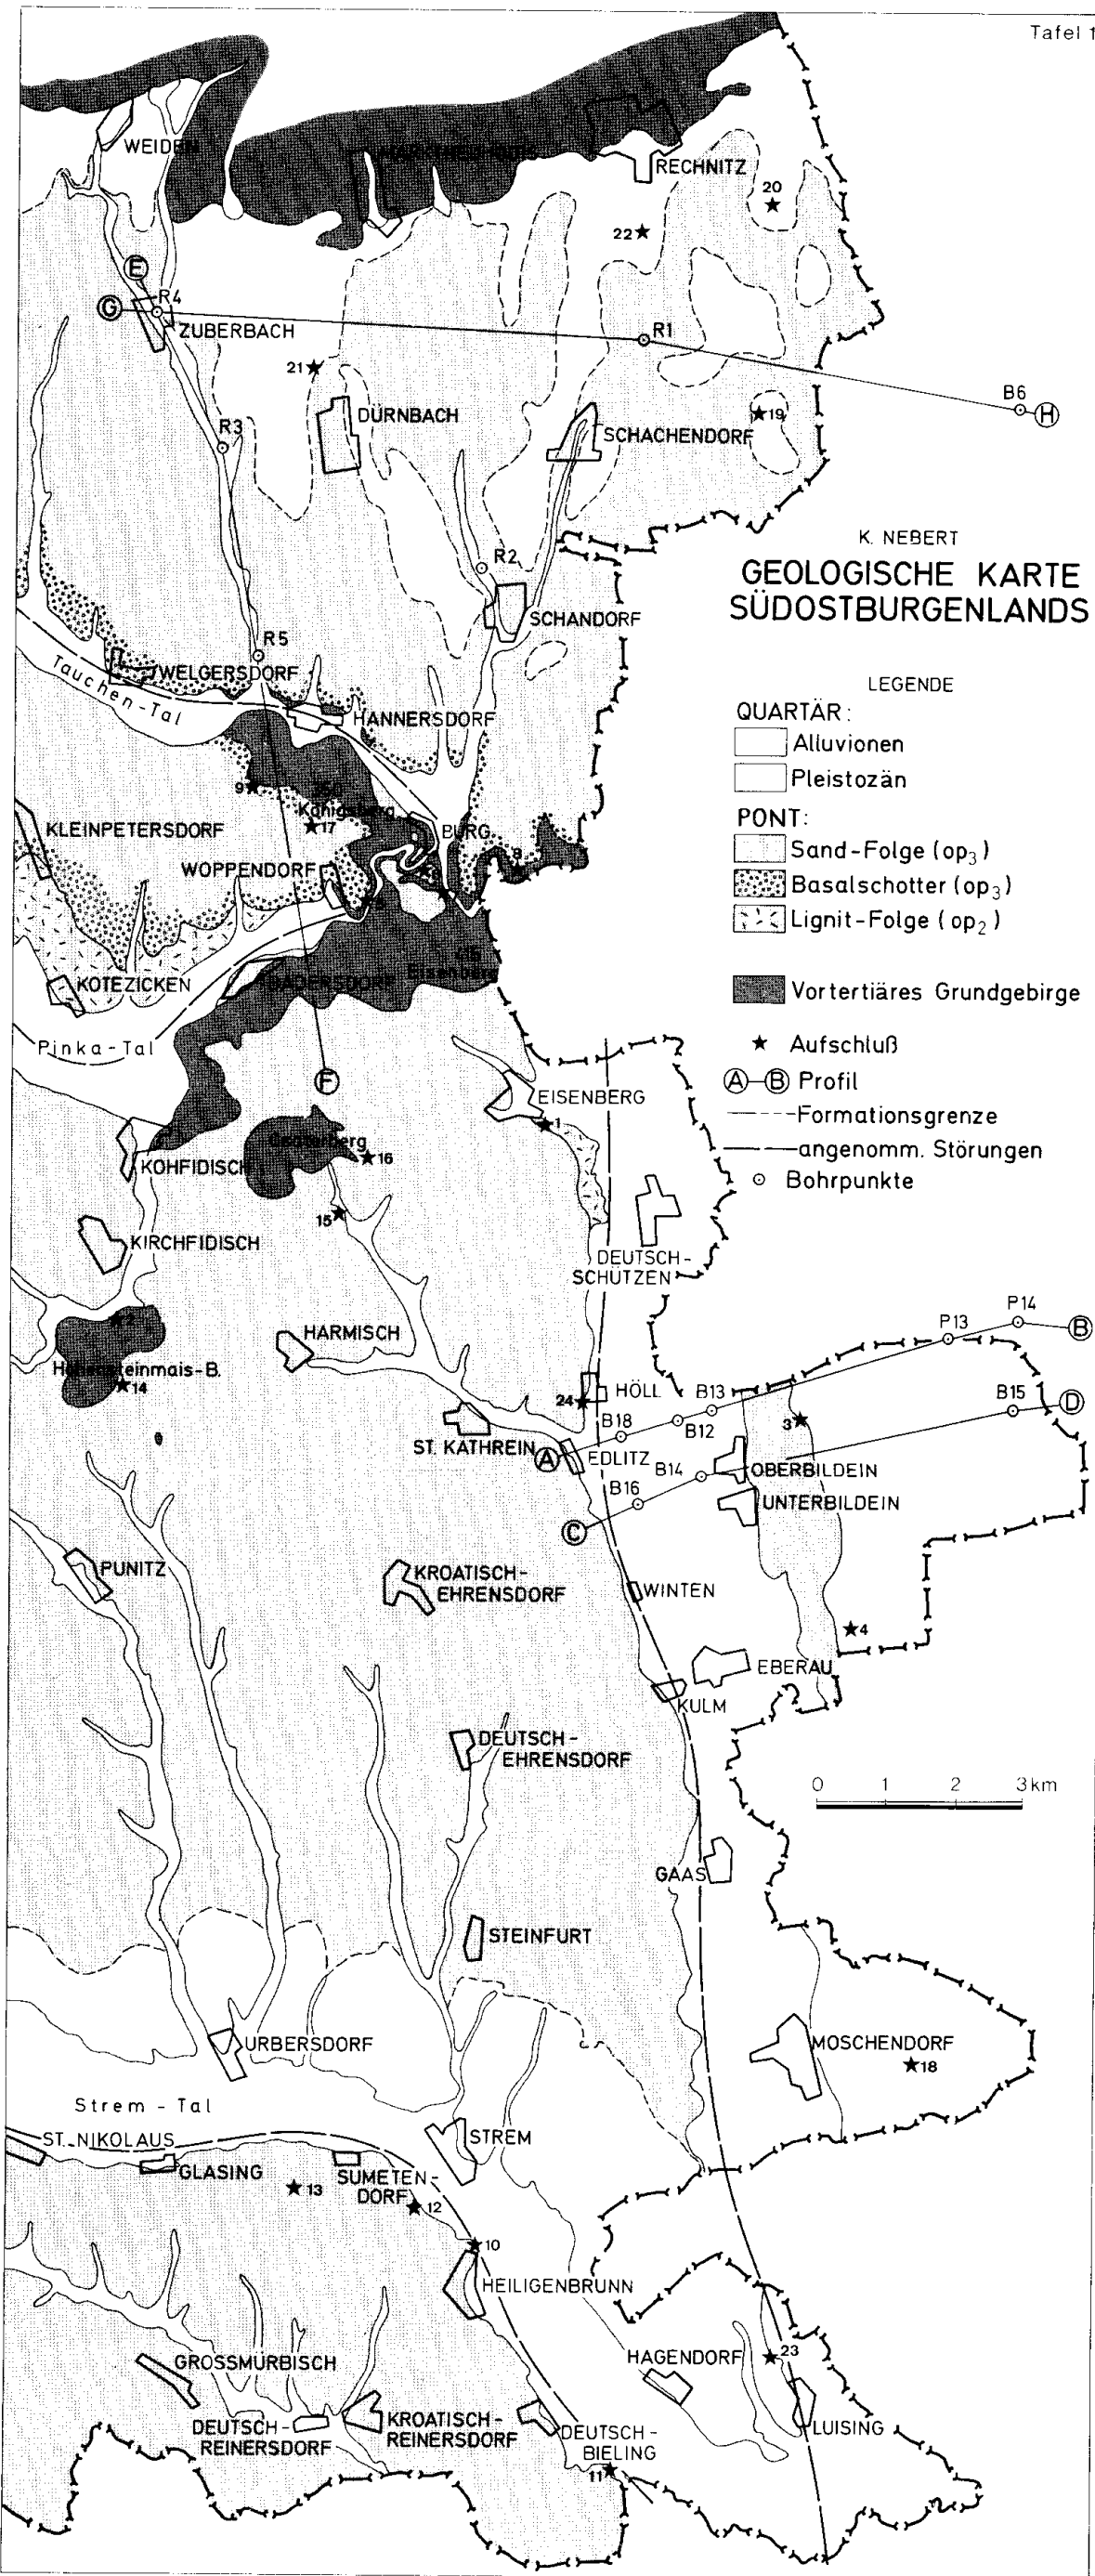 Tafel 1
WEIDEN
RECHNITZ
20
22
E
G
R4
ZUBERBACH
R1
21
B6
H
DÜRNBACH
19
R3
SCHACHENDORF
K. NEBERT
GEOLOGISCHE KARTE
SÜDOSTBURGENLANDS
R2
SCHANDORF
R5
WELGERSDORF
Tauchen-Tal
HANNERSDORF
LEGENDE
QUARTÄR:
Alluvionen
Pleistozän
PONT:
Sand-Folge (op3)
Basalschotter (op3)
Lignit-Folge (op2)
Vortertiäres Grundgebirge
Aufschluß
A-B Profil
Formationsgrenze
angenomm. Störungen
Bohrpunkte
9
Königsberg
17
KLEINPETERSDORF
BURG
WOPPENDORF
8
Eisenberg
KOTEZICKEN
BADERSDORF
Pinka-Tal
F
EISENBERG
1
KOHFIDISCH
16
15
KIRCHFIDISCH
DEUTSCH-
SCHÜTZEN
2
HARMISCH
P13
P14
B
Hohensteinmais-B.
14
HÖLL
24
B13
B15
D
B18
B12
3
ST. KATHREIN
A
EDLITZ
B14
OBERBILDEIN
B16
UNTERBILDEIN
C
PUNITZ
KROATISCH-
EHRENSDORF
WINTEN
4
EBERAU
KULM
DEUTSCH-
EHRENSDORF
0 1 2 3 km
GAAS
STEINFURT
URBERSDORF
MOSCHENDORF
18
Strem-Tal
ST. NIKOLAUS
STREM
GLASING
SUMETEN-
DORF
13
12
10
HEILIGENBRUNN
HAGENDORF
23
GROSSMÜRBISCH
DEUTSCH-
REINERSDORF
KROATISCH-
REINERSDORF
DEUTSCH-
BIELING
LUISING
11